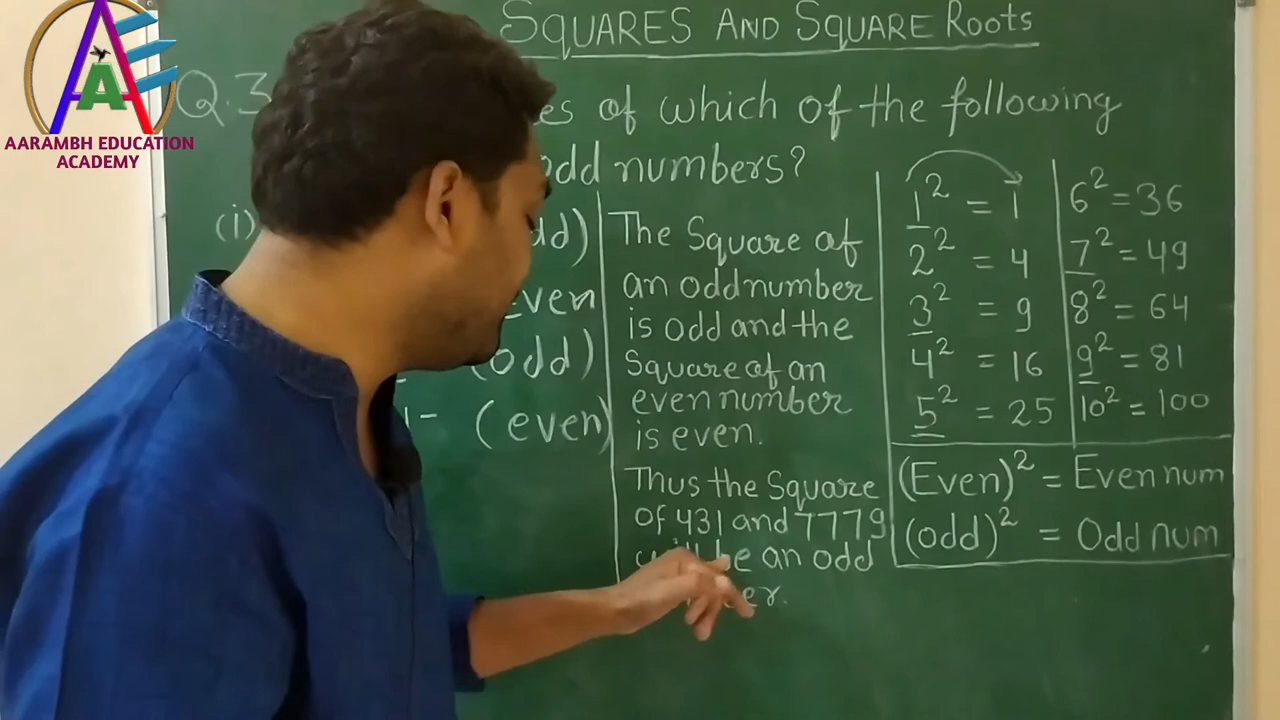 AARAMBH EDUCATION
ACADEMY
SQUARES AND SQUARE Roots
Q.3
of which of the following
odd numbers?
(i)
(odd)
The Square of
an odd number
is odd and the
Square of an
even number
is even.
Even
(even)
Thus the Square
of 431 and 7779
will be an odd
1² = 1
2² = 4
3² = 9
4² = 16
5² = 25
6² = 36
7² = 49
8² = 64
9² = 81
10² = 100
(Even)² = Even num
(odd)² = Odd num